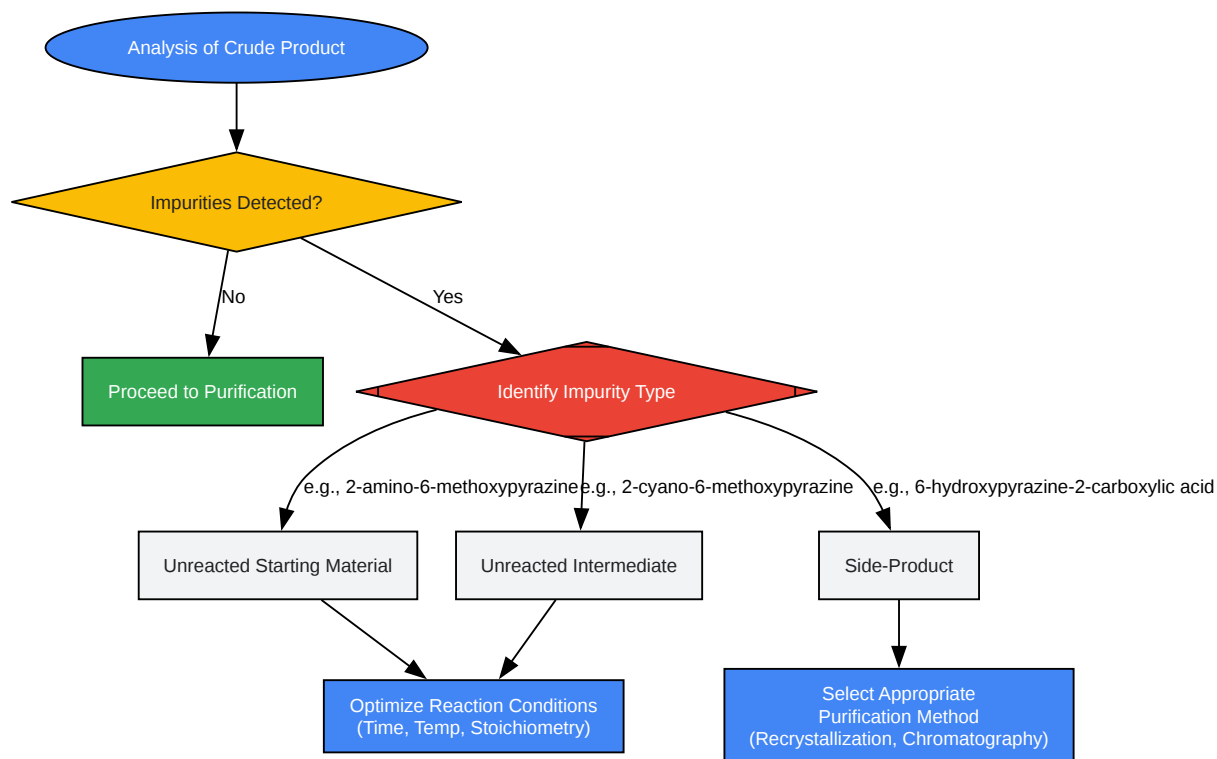 Analysis of Crude Product
Impurities Detected?
No
Yes
Proceed to Purification
Identify Impurity Type
e.g., 2-amino-6-methoxypyrazine
e.g., 2-cyano-6-methoxypyrazine
e.g., 6-hydroxypyrazine-2-carboxylic acid
Unreacted Starting Material
Unreacted Intermediate
Side-Product
Optimize Reaction Conditions
(Time, Temp, Stoichiometry)
Select Appropriate
Purification Method
(Recrystallization, Chromatography)